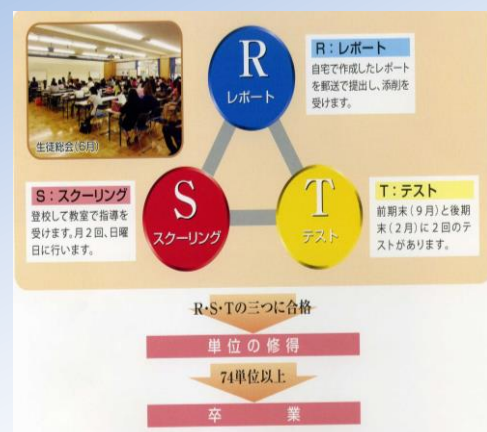 生徒総会(6月)
R
レポート
R：レポート
自宅で作成したレポート
を郵送で提出し、添削を
受けます。
S：スクーリング
登校して教室で指導を
受けます。月2回、日曜
日に行います。
S
スクーリング
T
テスト
T：テスト
前期末(9月)と後期
末(2月)に2回のテ
ストがあります。
R・S・Tの三つに合格
単位の修得
74単位以上
卒業